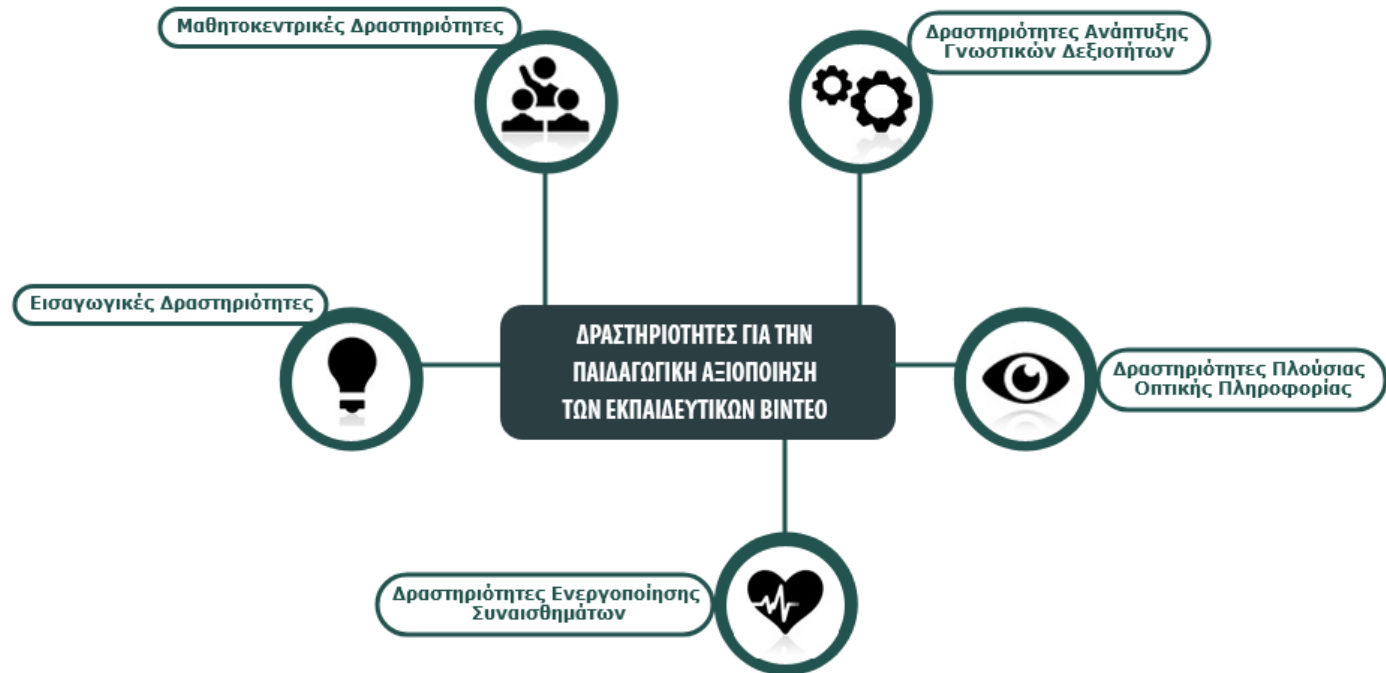 Μαθητοκεντρικές Δραστηριότητες
Δραστηριότητες Ανάπτυξης
Γνωστικών Δεξιοτήτων
Εισαγωγικές Δραστηριότητες
ΔΡΑΣΤΗΡΙΟΤΗΤΕΣ ΓΙΑ ΤΗΝ
ΠΑΙΔΑΓΩΓΙΚΗ ΑΞΙΟΠΟΙΗΣΗ
ΤΩΝ ΕΚΠΑΙΔΕΥΤΙΚΩΝ ΒΙΝΤΕΟ
Δραστηριότητες Πλούσιας
Οπτικής Πληροφορίας
Δραστηριότητες Ενεργοποίησης
Συναισθημάτων